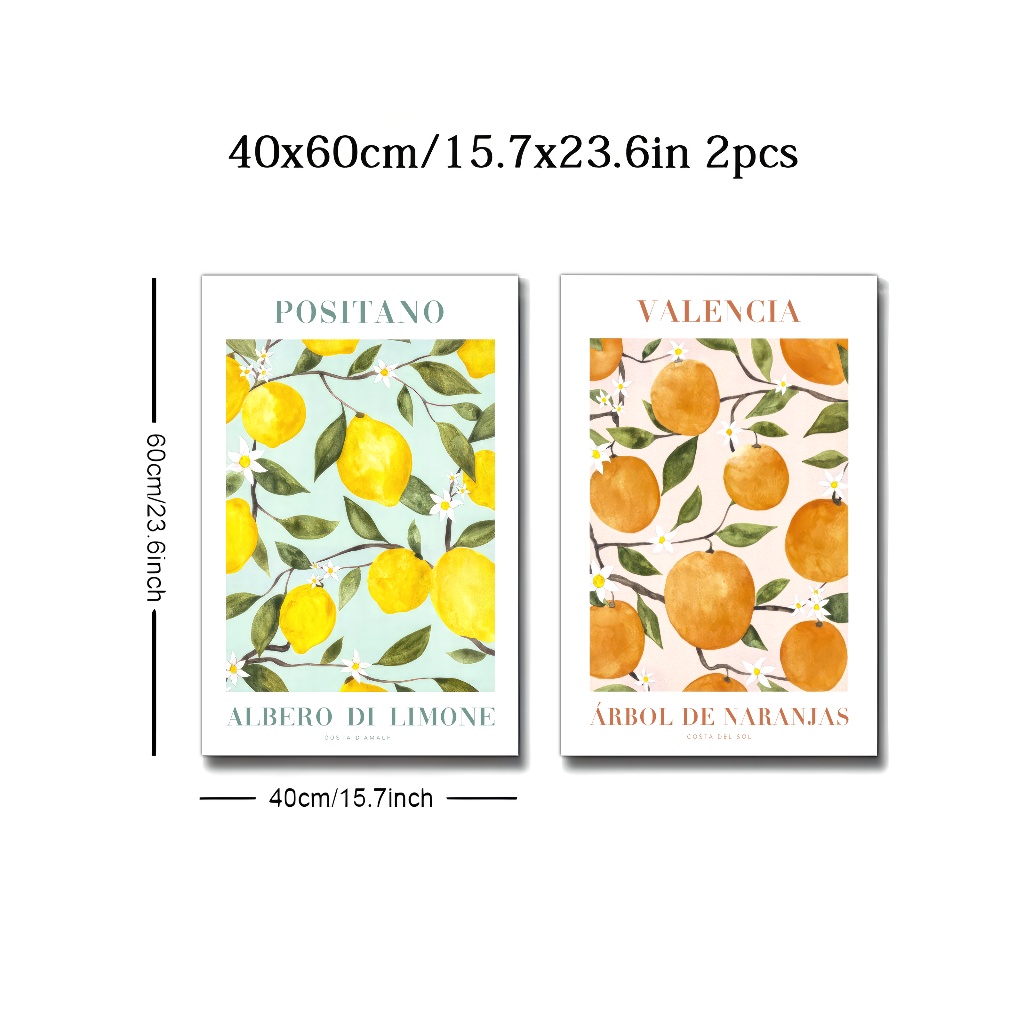 40x60cm/15.7x23.6in 2pcs
POSITANO
ALBERO DI LIMONE
VALENCIA
ÁRBOL DE NARANJAS
COSTA DEL SOL
60cm/23.6inch
40cm/15.7inch